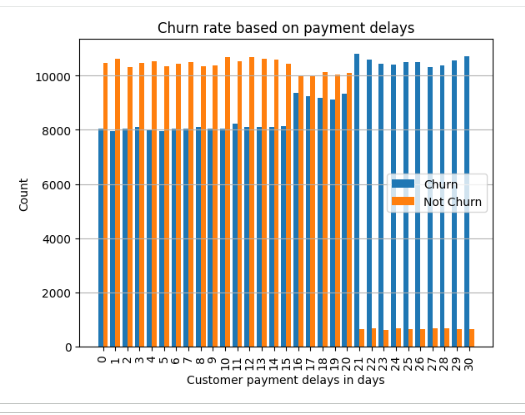 Churn rate based on payment delays
10000
8000
6000
4000
2000
0
Count
Churn
Not Churn
0 1 2 3 4 5 6 7 8 9 10 11 12 13 14 15 16 17 18 19 20 21 22 23 24 25 26 27 28 29 30
Customer payment delays in days